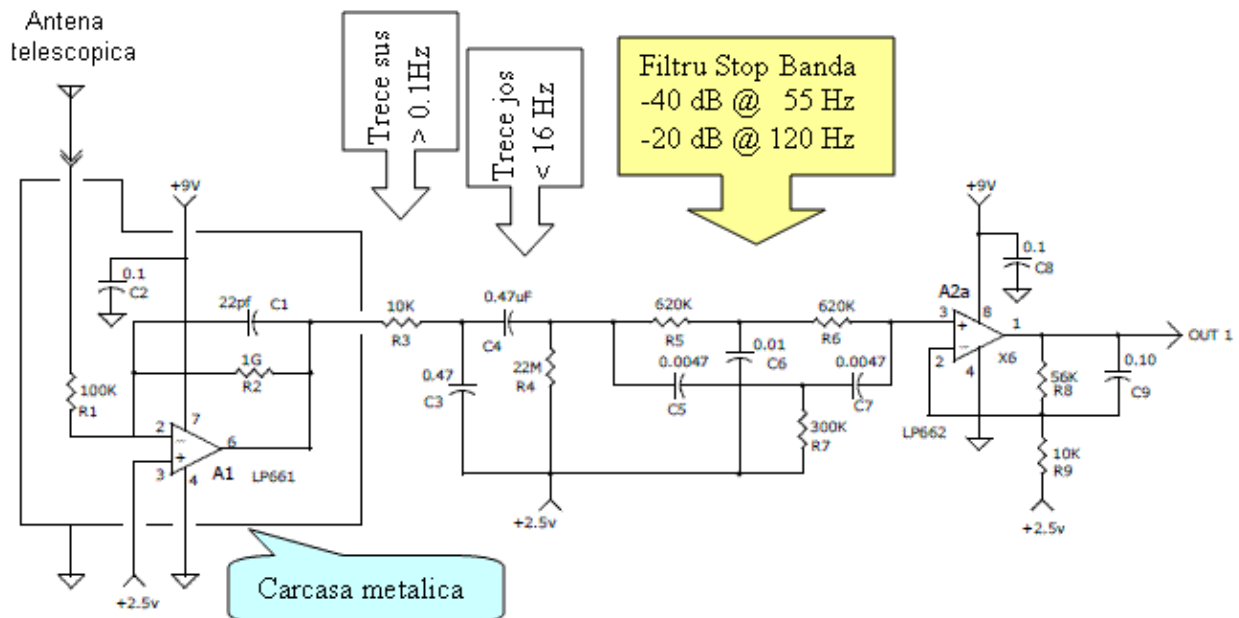 Antena
telescopica
Trece sus
> 0.1Hz
Trece jos
< 16 Hz
Filtru Stop Banda
-40 dB @ 55 Hz
-20 dB @ 120 Hz
+9V
0.1
C2
22pf
C1
1G
R2
100K
R1
2
3
7
6
4
A1
LP661
+2.5v
Carcasa metalica
10K
R3
0.47
C3
0.47uF
C4
22M
R4
+2.5v
620K
R5
0.0047
C5
0.01
C6
620K
R6
0.0047
C7
300K
R7
+9V
0.1
C8
A2a
3
2
8
1
4
X6
LP662
56K
R8
0.10
C9
10K
R9
+2.5v
OUT 1